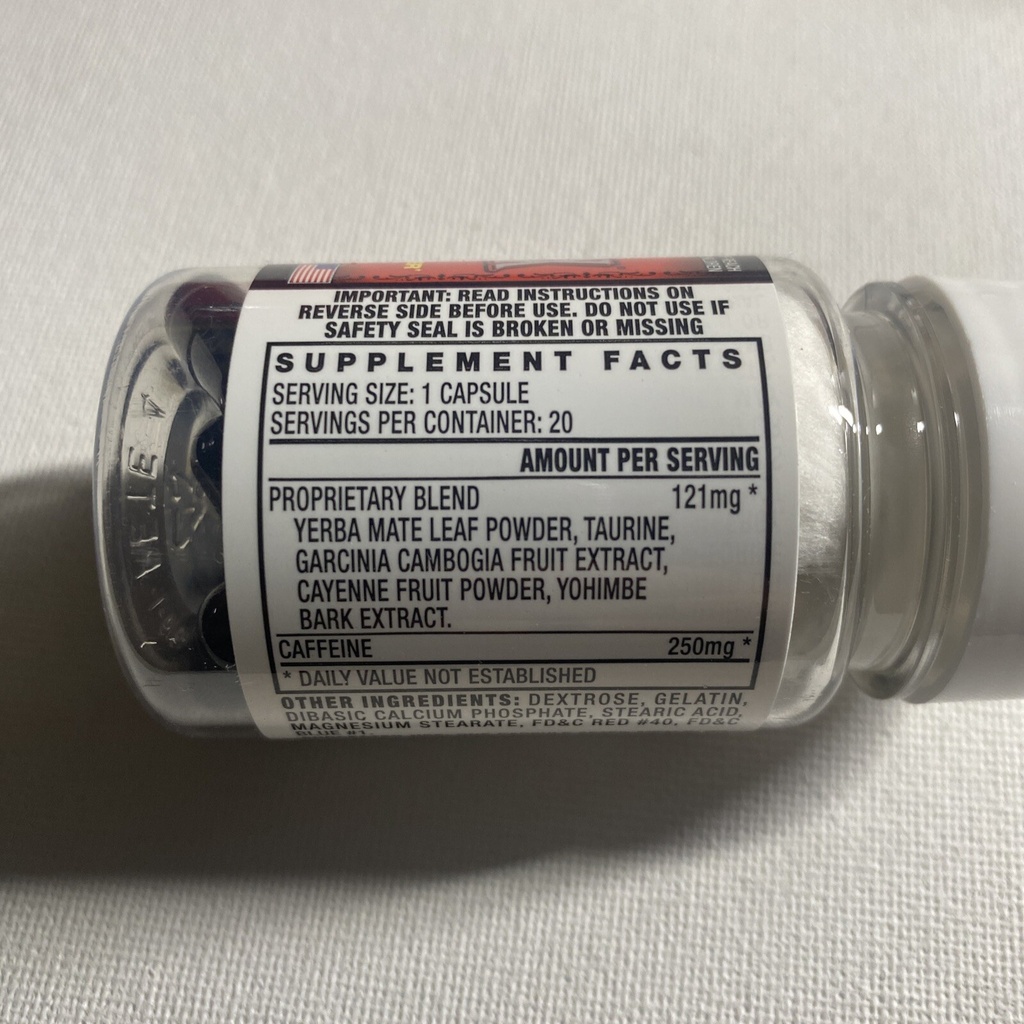 IMPORTANT: READ INSTRUCTIONS ON
REVERSE SIDE BEFORE USE. DO NOT USE IF
SAFETY SEAL IS BROKEN OR MISSING
SUPPLEMENT FACTS
SERVING SIZE: 1 CAPSULE
SERVINGS PER CONTAINER: 20
AMOUNT PER SERVING
PROPRIETARY BLEND 121mg *
YERBA MATE LEAF POWDER, TAURINE,
GARCINIA CAMBOGIA FRUIT EXTRACT,
CAYENNE FRUIT POWDER, YOHIMBE
BARK EXTRACT.
CAFFEINE 250mg *
* DAILY VALUE NOT ESTABLISHED
OTHER INGREDIENTS: DEXTROSE, GELATIN,
DIBASIC CALCIUM PHOSPHATE, STEARIC ACID,
MAGNESIUM STEARATE, FD&C RED #40, FD&C
BLUE #1.